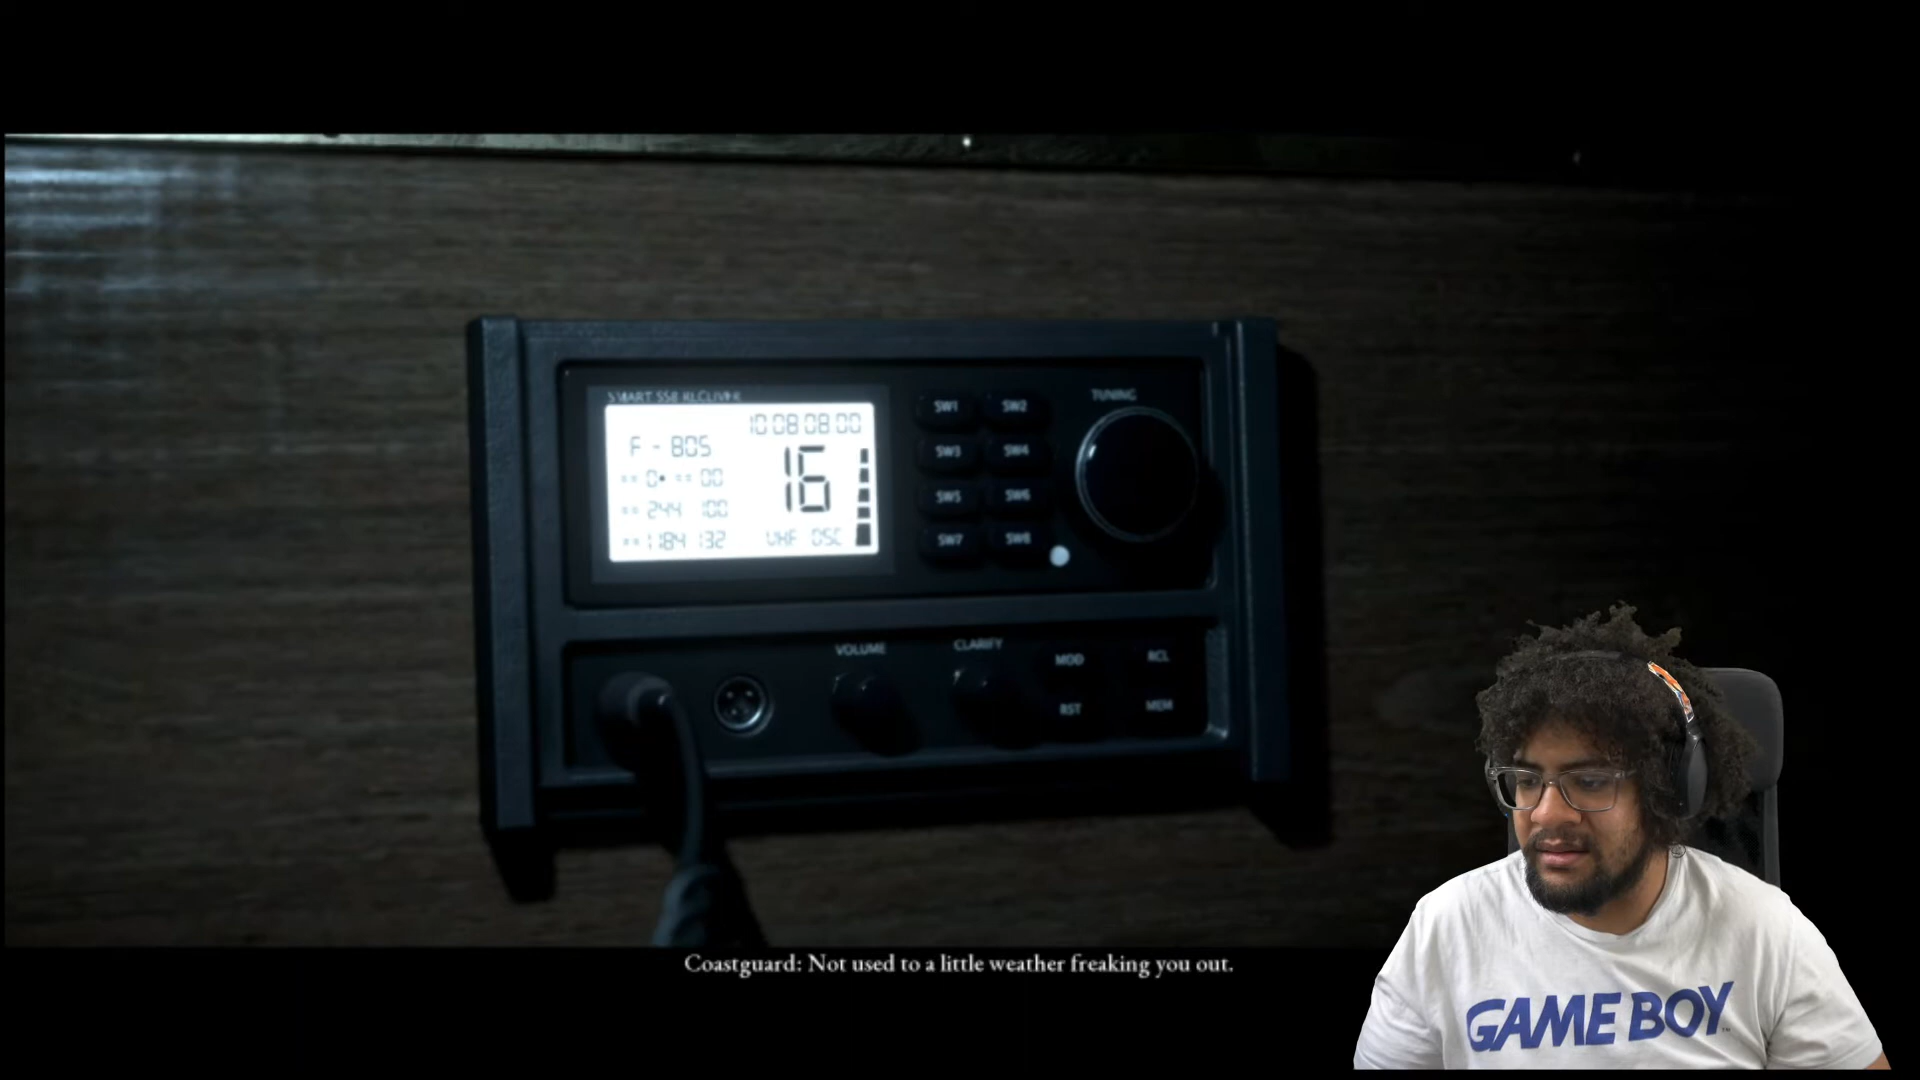 SMART SSB RECEIVER
10:08:08:00
F - BOS
16
244 100
1184 132
VHF DSC
SW1 SW2
SW3 SW4
SW5 SW6
SW7 SW8
TUNING
VOLUME
CLARIFY
MOD
RCL
RST
MEM
Coastguard: Not used to a little weather freaking you out.
GAME BOY